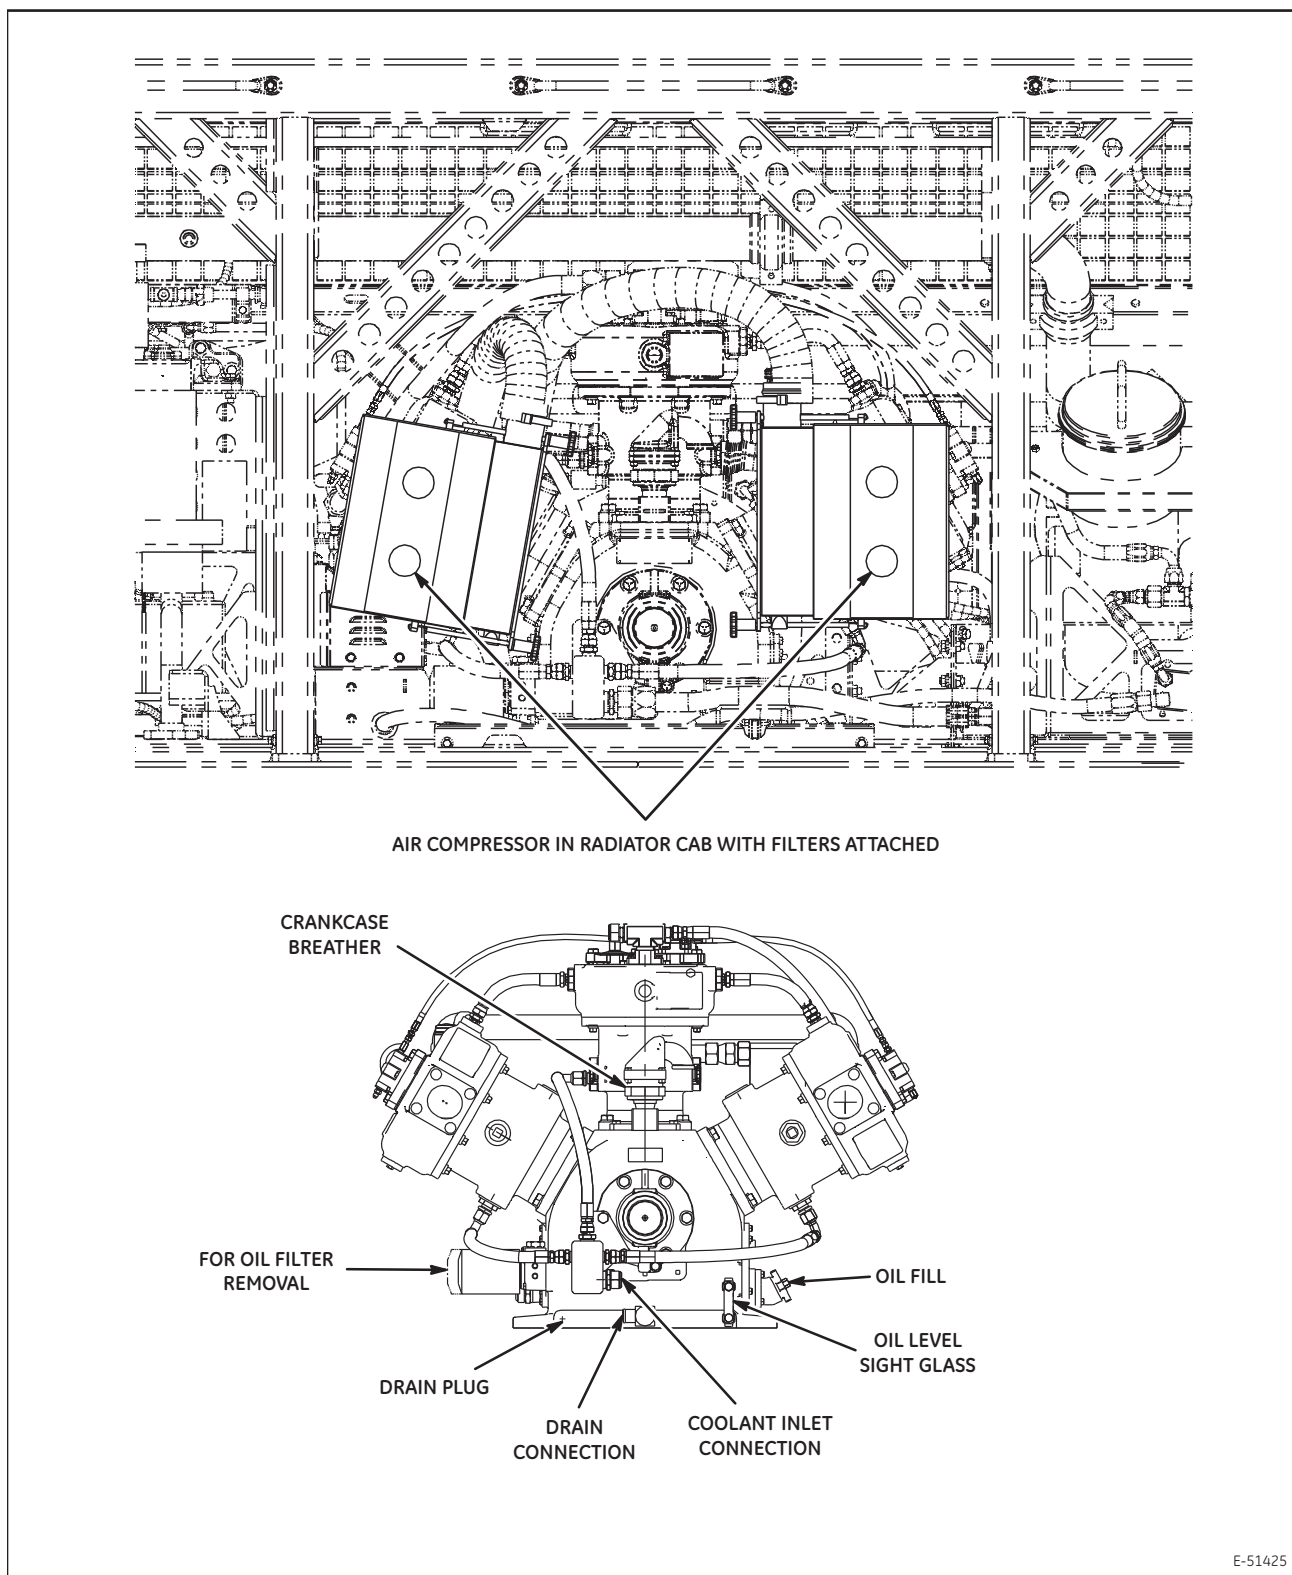 AIR COMPRESSOR IN RADIATOR CAB WITH FILTERS ATTACHED
CRANKCASE
BREATHER
FOR OIL FILTER
REMOVAL
OIL FILL
OIL LEVEL
SIGHT GLASS
DRAIN PLUG
DRAIN
CONNECTION
COOLANT INLET
CONNECTION
E-51425